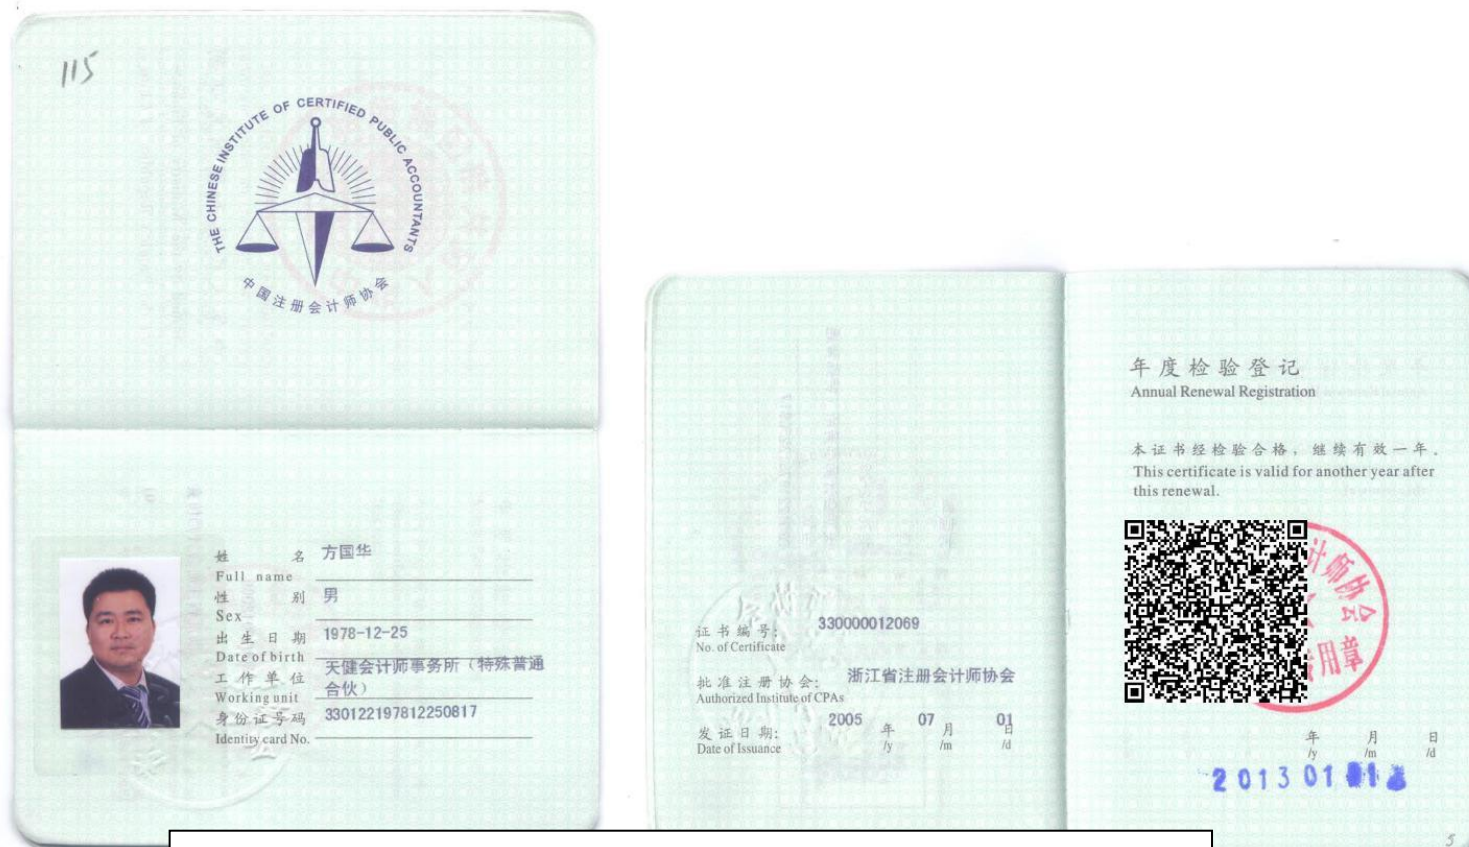 115
THE CHINESE INSTITUTE OF CERTIFIED PUBLIC ACCOUNTANTS
中国注册会计师协会
姓 名 方国华
Full name
性 别 男
Sex
出生日期 1978-12-25
Date of birth
工作单位 天健会计师事务所（特殊普通
合伙）
Working unit
身份证号码 330122197812250817
Identity card No.
证书编号: 330000012069
No. of Certificate
批准注册协会: 浙江省注册会计师协会
Authorized Institute of CPAs
发证日期: 2005 年 07 月 01 日
Date of Issuance /y /m /d
年度检验登记
Annual Renewal Registration
本证书经检验合格，继续有效一年。
This certificate is valid for another year after
this renewal.
计师协会
用章
年 月 日
/y /m /d
2013 01
5